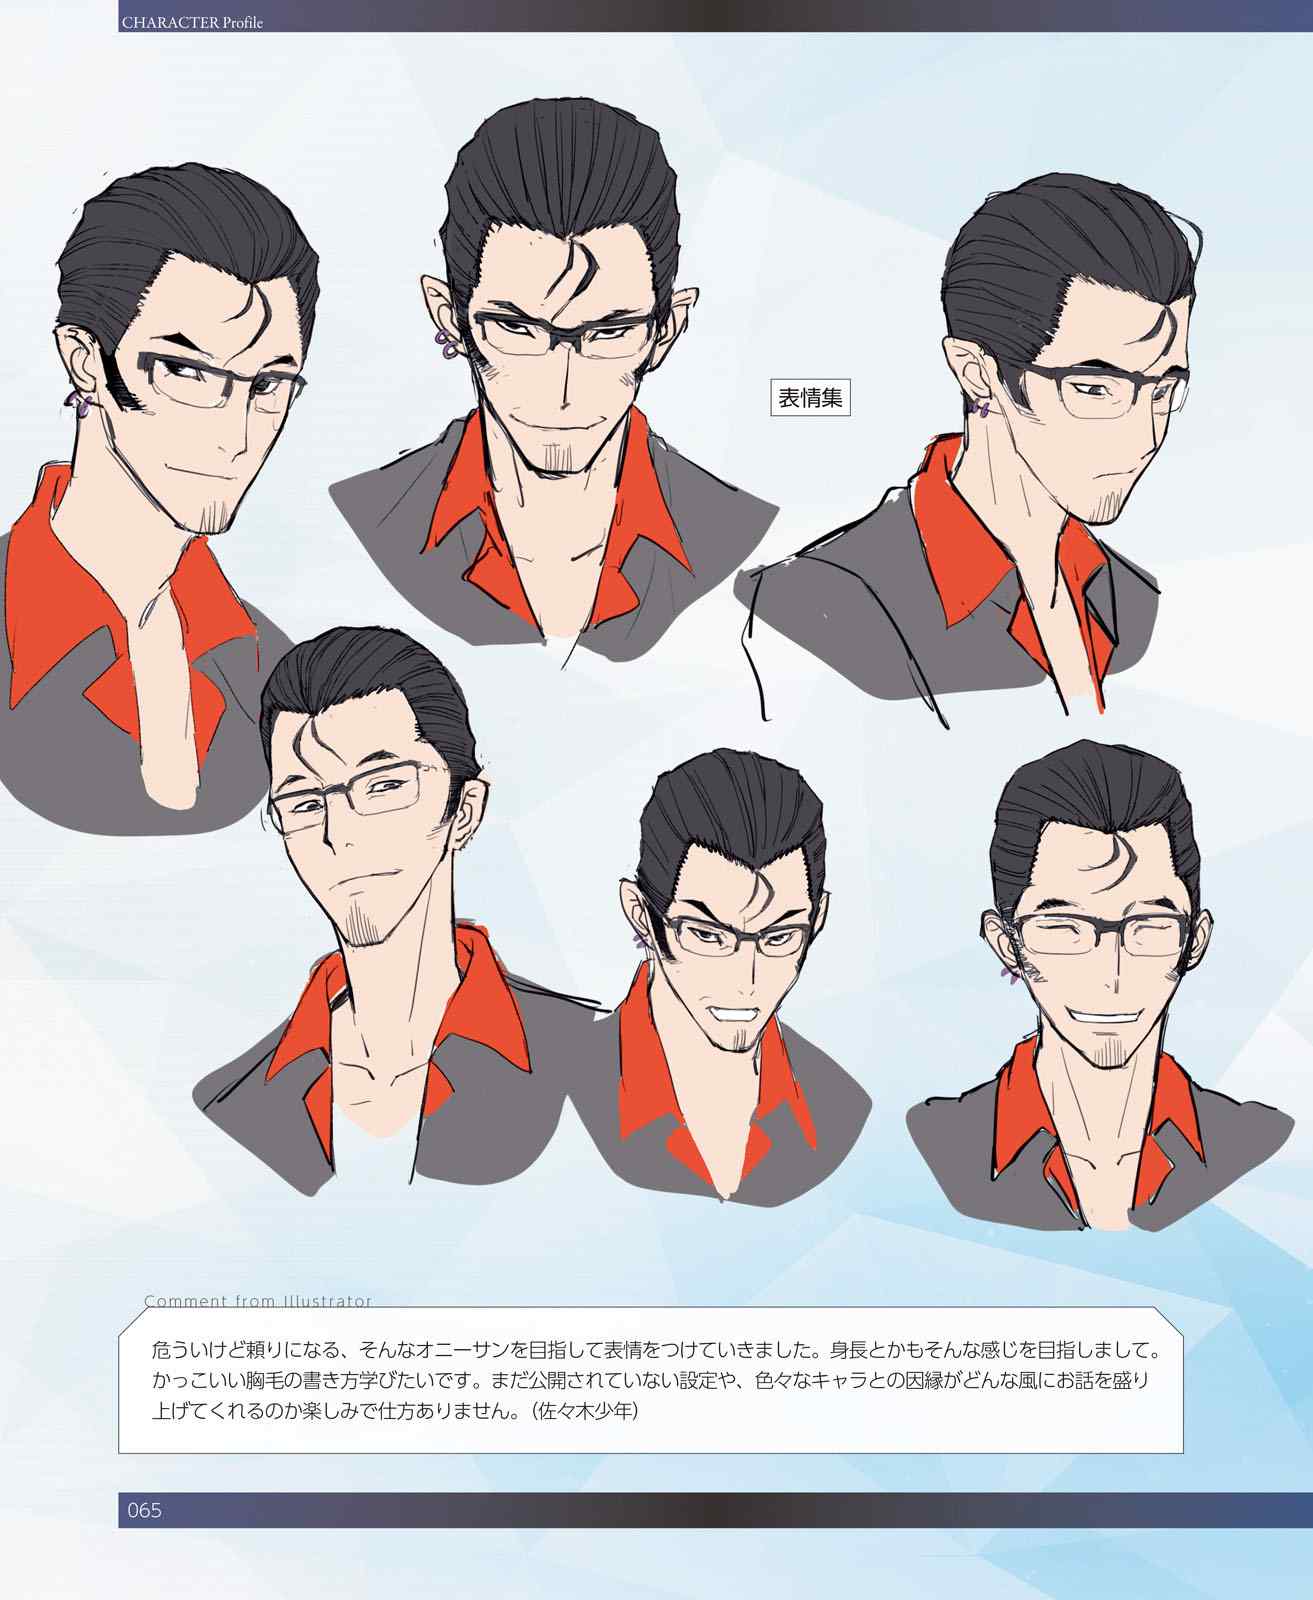 CHARACTER Profile
表情集
Comment from Illustrator
危ういけど頼りになる、そんなオニーサンを目指して表情をつけていきました。身長とかもそんな感じを目指しまして。
かっこいい胸毛の書き方学びたいです。まだ公開されていない設定や、色々なキャラとの因縁がどんな風にお話を盛り
上げてくれるのか楽しみで仕方ありません。（佐々木少年）
065